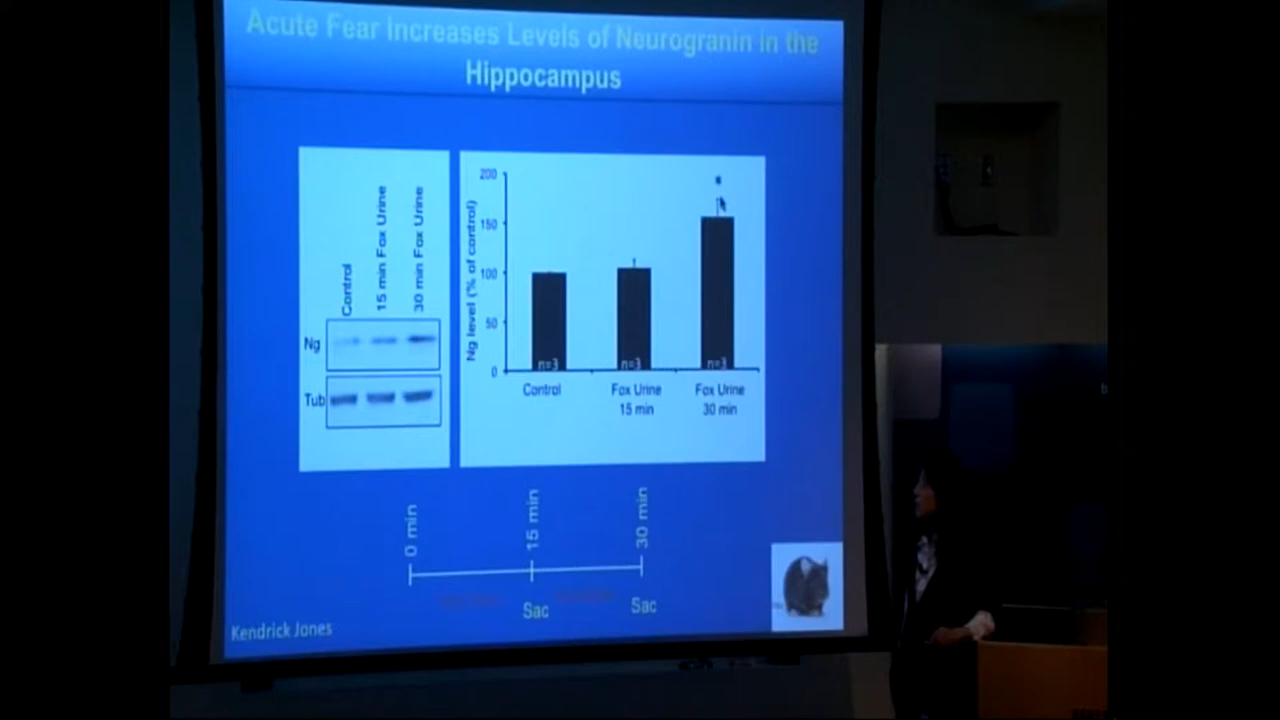 Acute Fear Increases Levels of Neurogranin in the
Hippocampus
Control
15 min Fox Urine
30 min Fox Urine
Ng
Tub
Ng level (% of control)
200
150
100
50
0
*
n=3
n=3
n=3
Control
Fox Urine
15 min
Fox Urine
30 min
0 min
15 min
30 min
Sac
Sac
Kendrick Jones